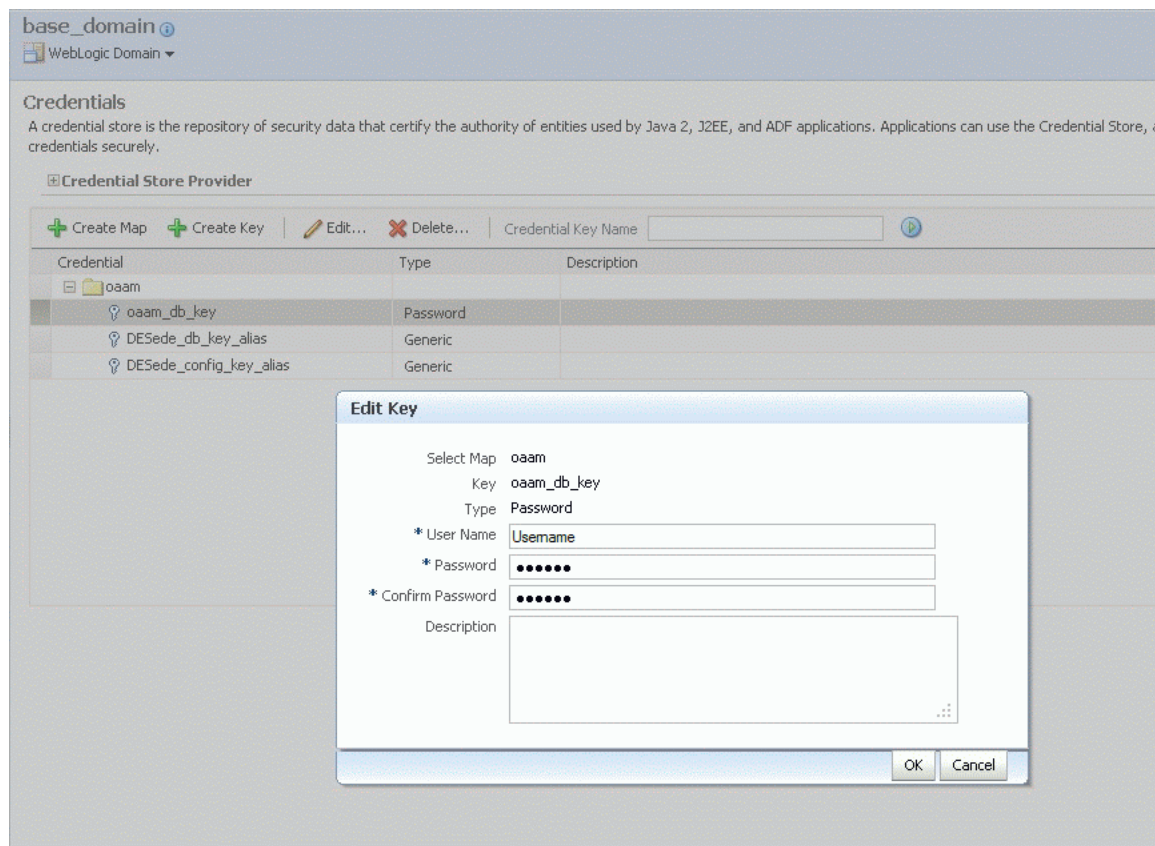 base_domain
WebLogic Domain
Credentials
A credential store is the repository of security data that certify the authority of entities used by Java 2, J2EE, and ADF applications. Applications can use the Credential Store, a
credentials securely.
Credential Store Provider
Create Map Create Key Edit... Delete... Credential Key Name
Credential Type Description
oaam
oaam_db_key Password
DESede_db_key_alias Generic
DESede_config_key_alias Generic
Edit Key
Select Map oaam
Key oaam_db_key
Type Password
* User Name Username
* Password ••••••
* Confirm Password ••••••
Description
OK Cancel